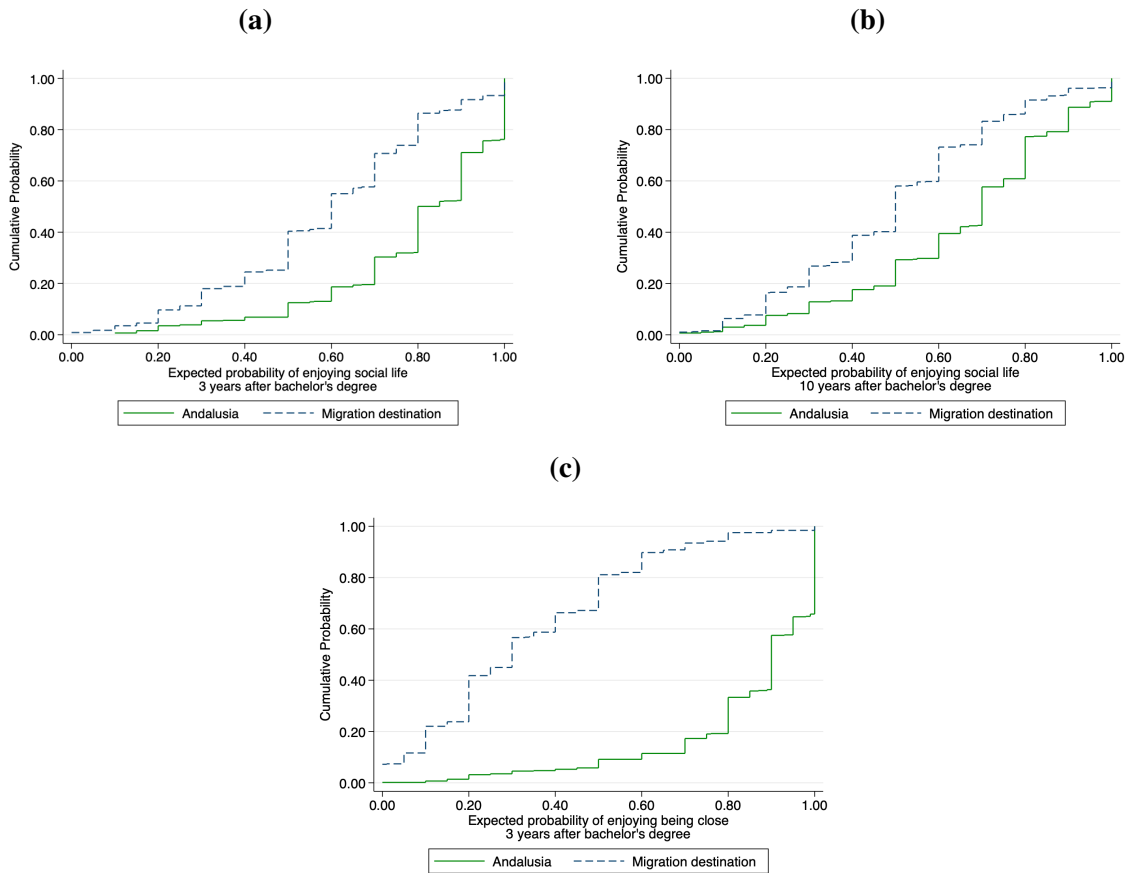 (a)
(b)
Cumulative Probability
1.00
0.80
0.60
0.40
0.20
0.00
0.00 0.20 0.40 0.60 0.80 1.00
Expected probability of enjoying social life
3 years after bachelor's degree
Andalusia Migration destination
Cumulative Probability
1.00
0.80
0.60
0.40
0.20
0.00
0.00 0.20 0.40 0.60 0.80 1.00
Expected probability of enjoying social life
10 years after bachelor's degree
Andalusia Migration destination
(c)
Cumulative Probability
1.00
0.80
0.60
0.40
0.20
0.00
0.00 0.20 0.40 0.60 0.80 1.00
Expected probability of enjoying being close
3 years after bachelor's degree
Andalusia Migration destination